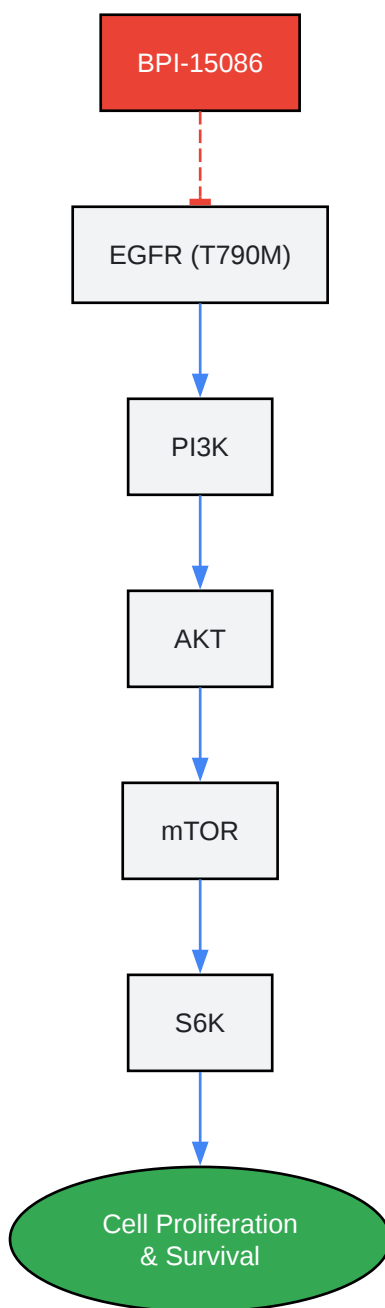 BPI-15086
EGFR (T790M)
PI3K
AKT
mTOR
S6K
Cell Proliferation
& Survival